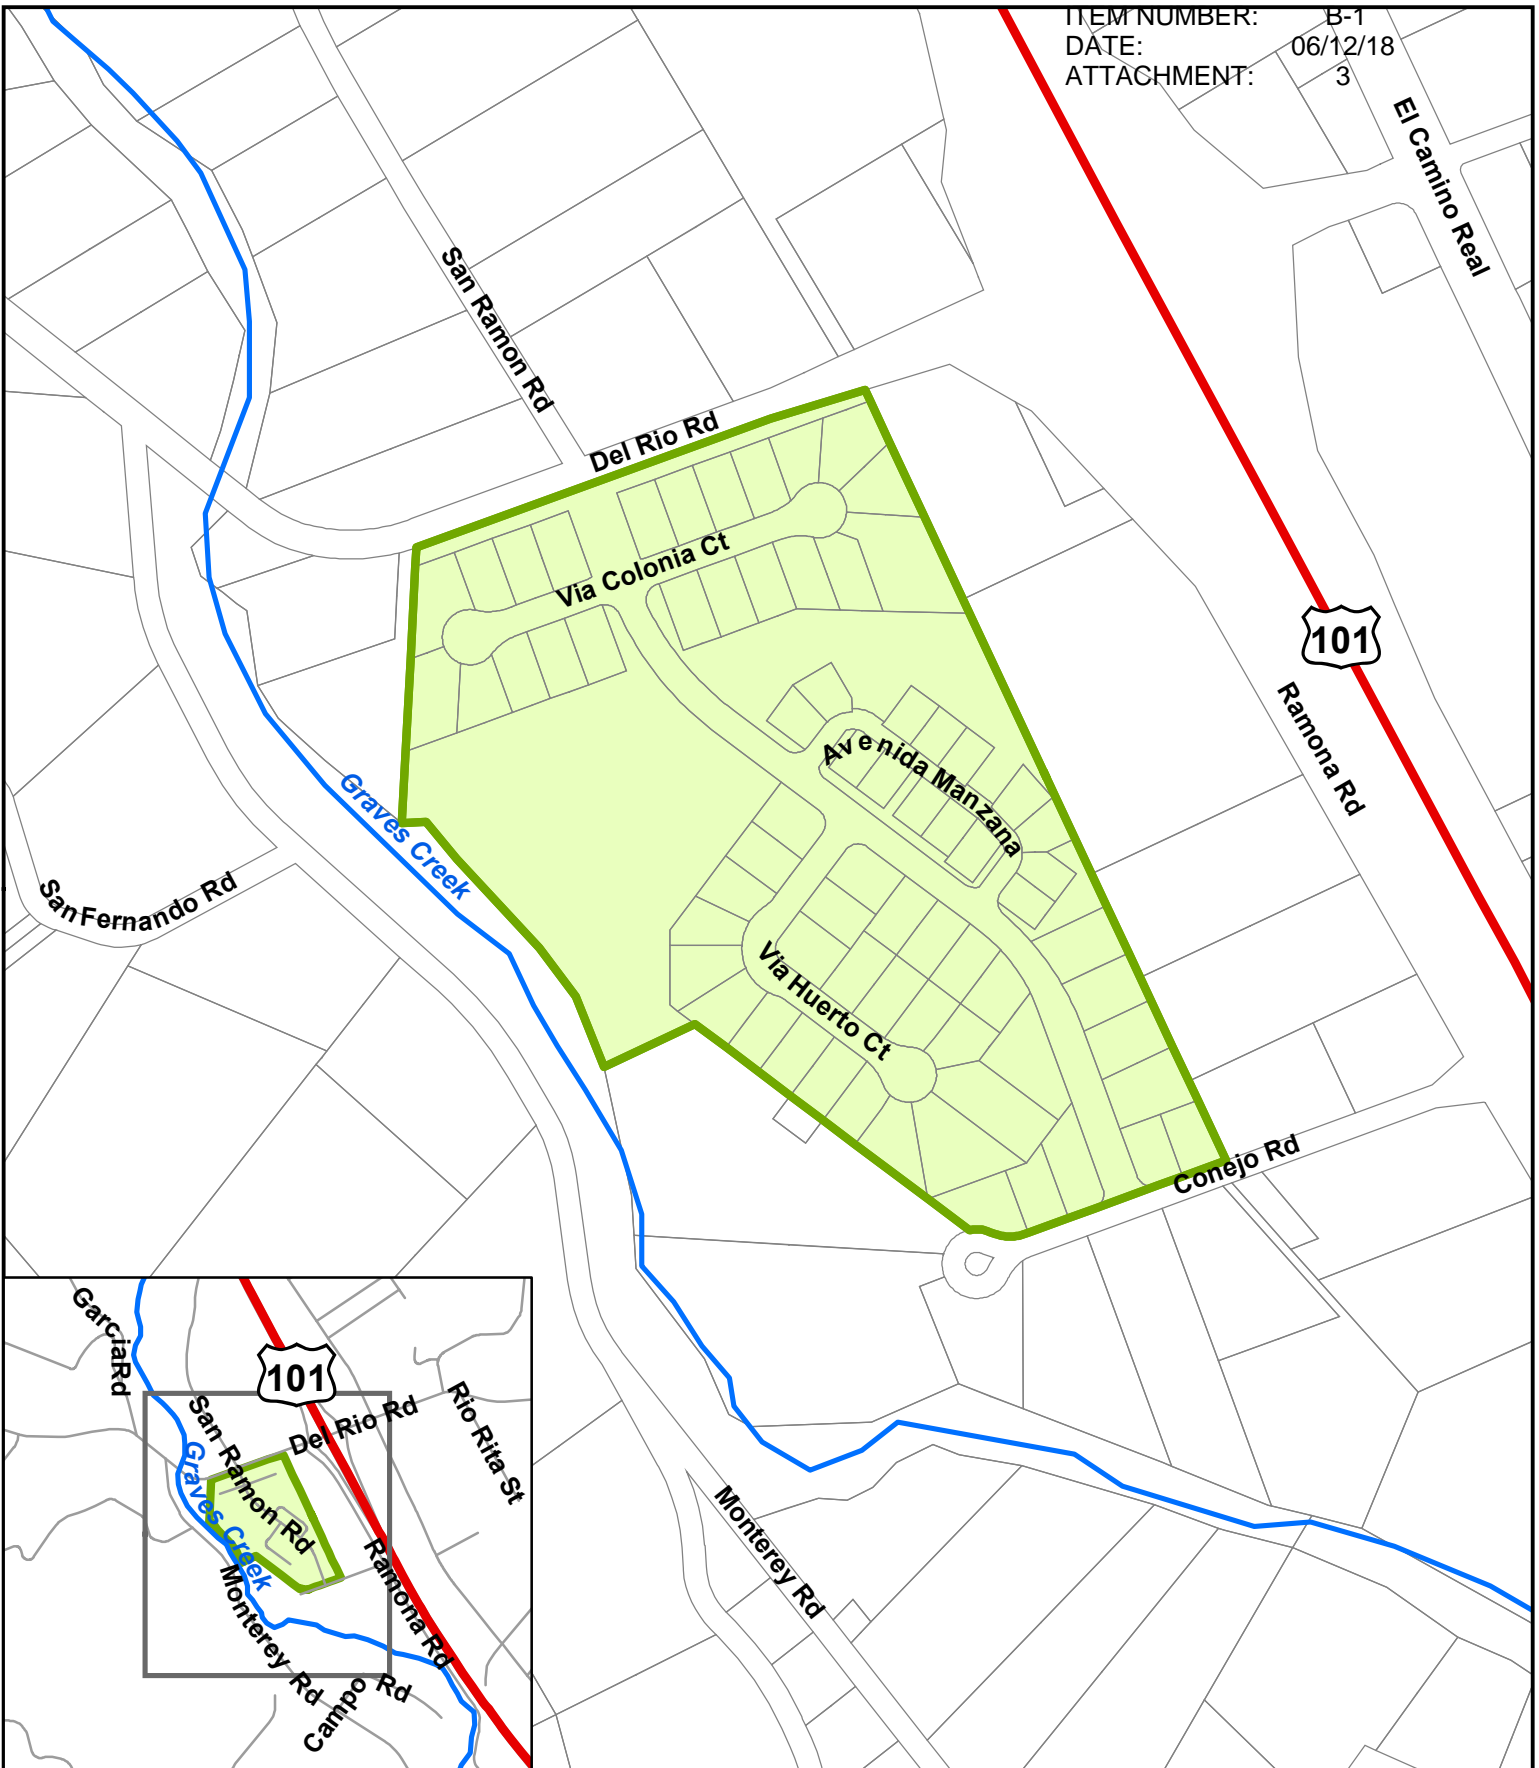 ITEM NUMBER: B-1
DATE: 06/12/18
ATTACHMENT: 3
El Camino Real
San Ramon Rd
Del Rio Rd
Via Colonia Ct
101
Ramona Rd
Avenida Manzana
Graves Creek
San Fernando Rd
Via Huerto Ct
Conejo Rd
Monterey Rd
Garcia Rd
101
San Ramon Rd
Del Rio Rd
Rio Rita St
Graves Creek
Ramona Rd
Monterey Rd
Campo Rd